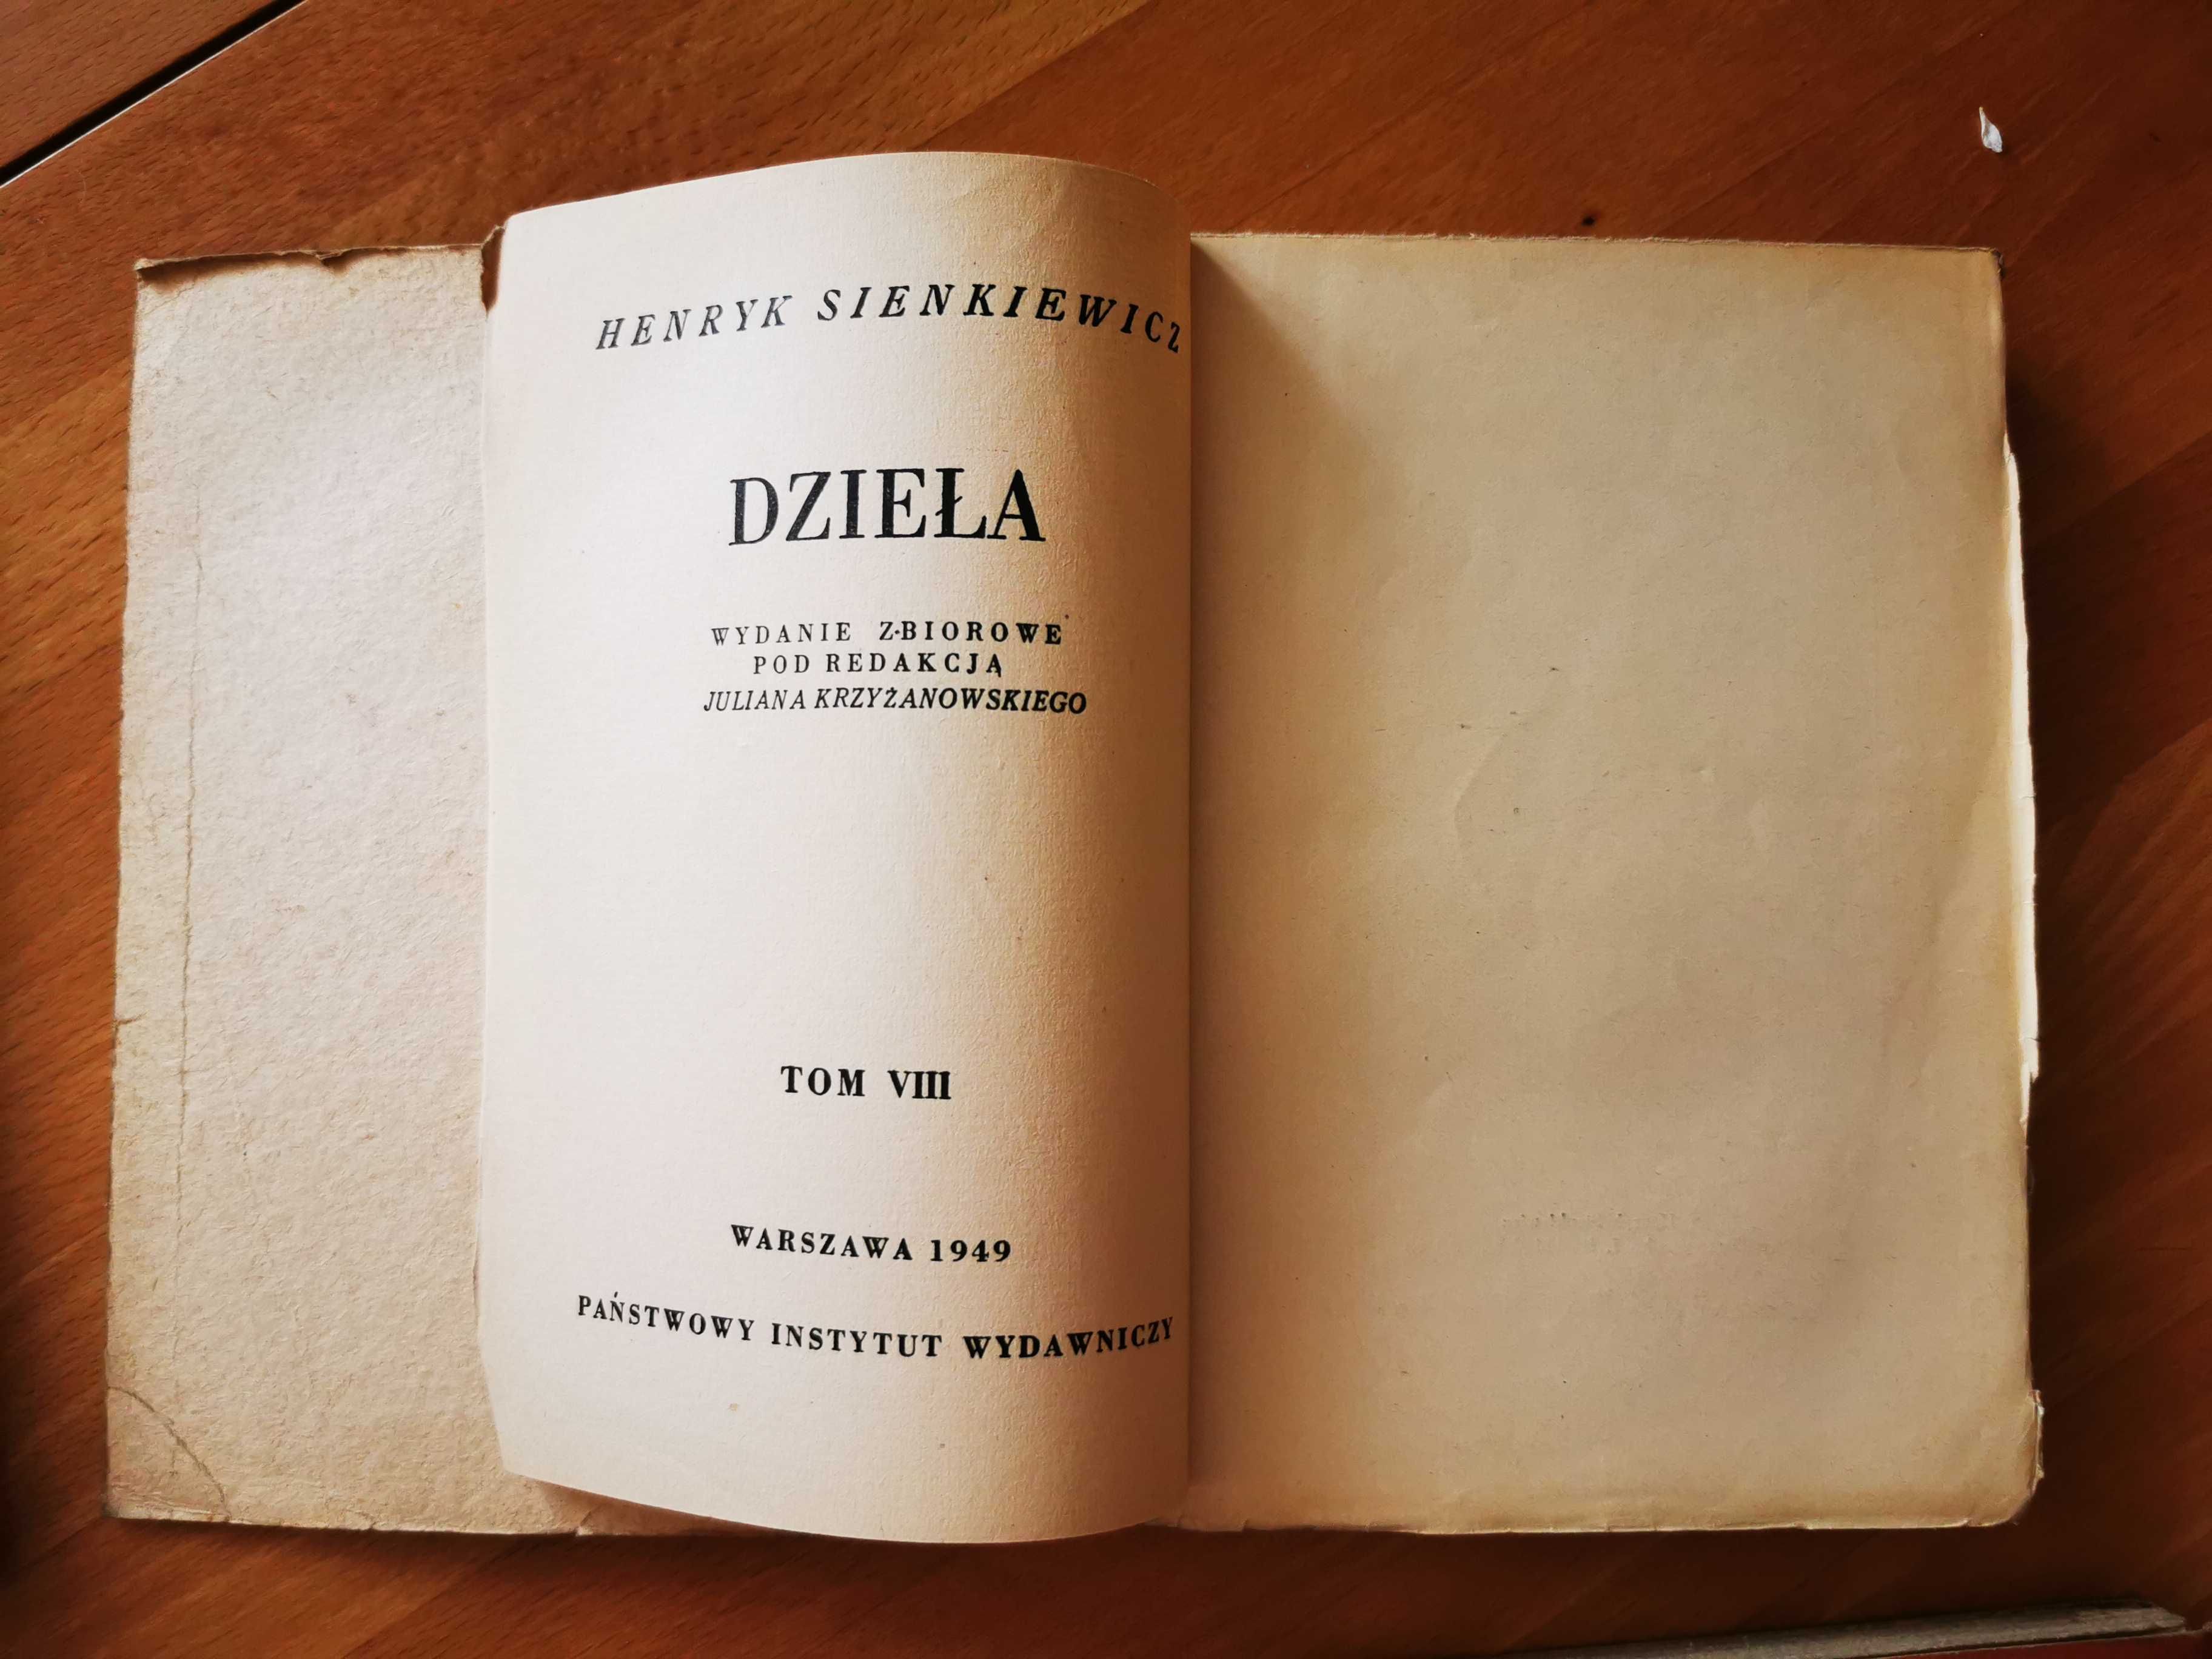 HENRYK SIENKIEWICZ
DZIEŁA
WYDANIE ZBIOROWE
POD REDAKCJĄ
JULIANA KRZYŻANOWSKIEGO
TOM VIII
WARSZAWA 1949
PAŃSTWOWY INSTYTUT WYDAWNICZY